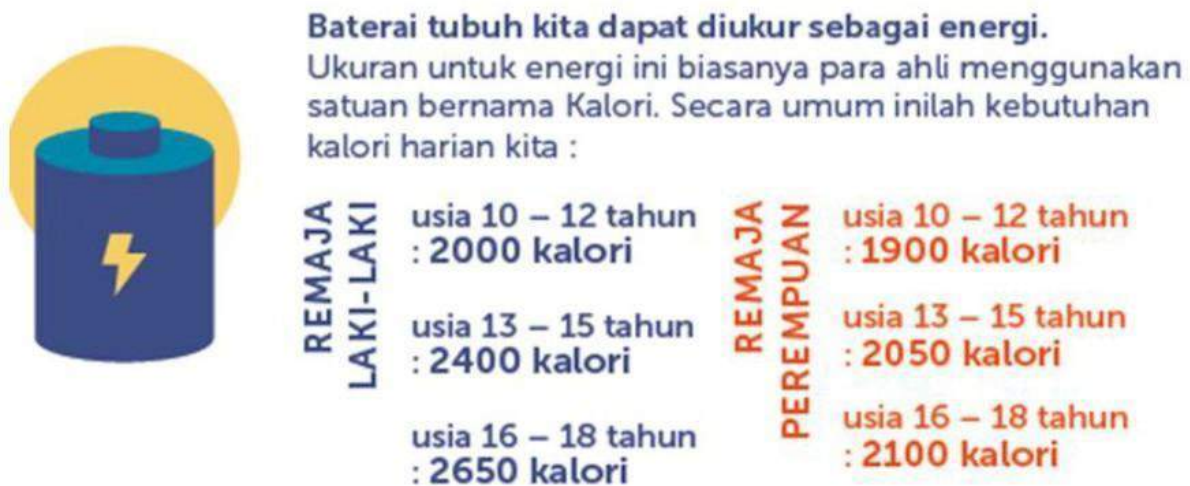 Baterai tubuh kita dapat diukur sebagai energi.
Ukuran untuk energi ini biasanya para ahli menggunakan
satuan bernama Kalori. Secara umum inilah kebutuhan
kalori harian kita :
REMAJA
LAKI-LAKI
usia 10 – 12 tahun
: 2000 kalori
usia 13 – 15 tahun
: 2400 kalori
usia 16 – 18 tahun
: 2650 kalori
REMAJA
PEREMPUAN
usia 10 – 12 tahun
: 1900 kalori
usia 13 – 15 tahun
: 2050 kalori
usia 16 – 18 tahun
: 2100 kalori